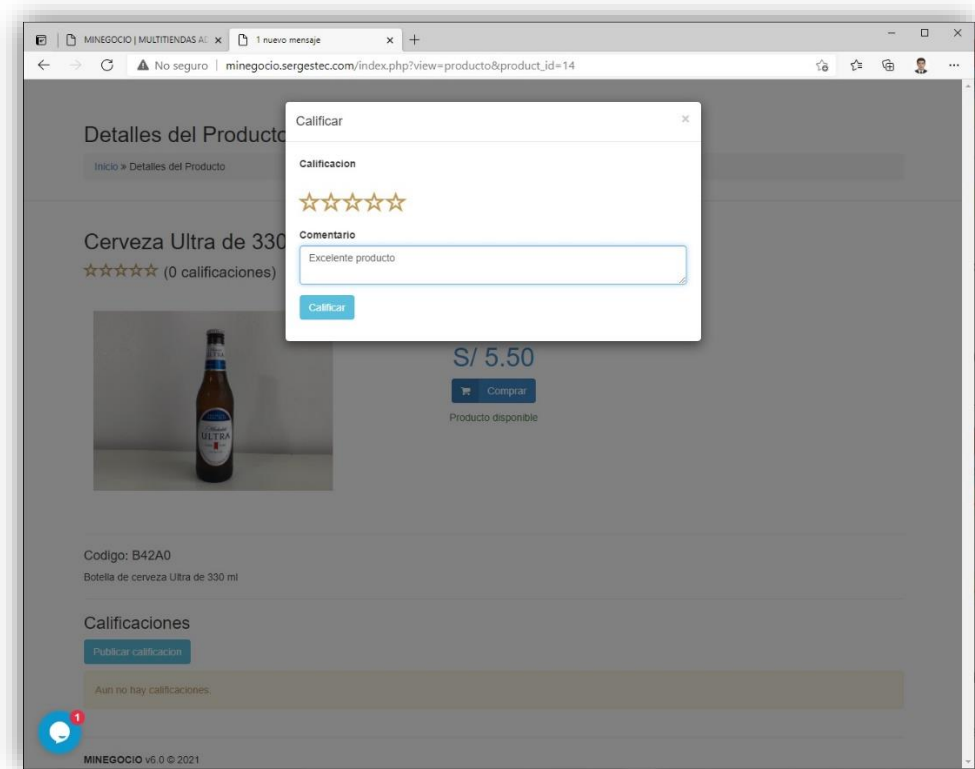 MINEGOCIO | MULTITIENDAS AD
1 nuevo mensaje
No seguro | minegocio.sergestec.com/index.php?view=producto&product_id=14
Calificar
×
Detalles del Producto
Inicio » Detalles del Producto
Calificacion
Comentario
Excelente producto
Calificar
Cerveza Ultra de 330
(0 calificaciones)
ULTRA
S/ 5.50
Comprar
Producto disponible
Codigo: B42A0
Botella de cerveza Ultra de 330 ml
Calificaciones
Publicar calificacion
Aun no hay calificaciones.
1
MINEGOCIO v6.0 © 2021